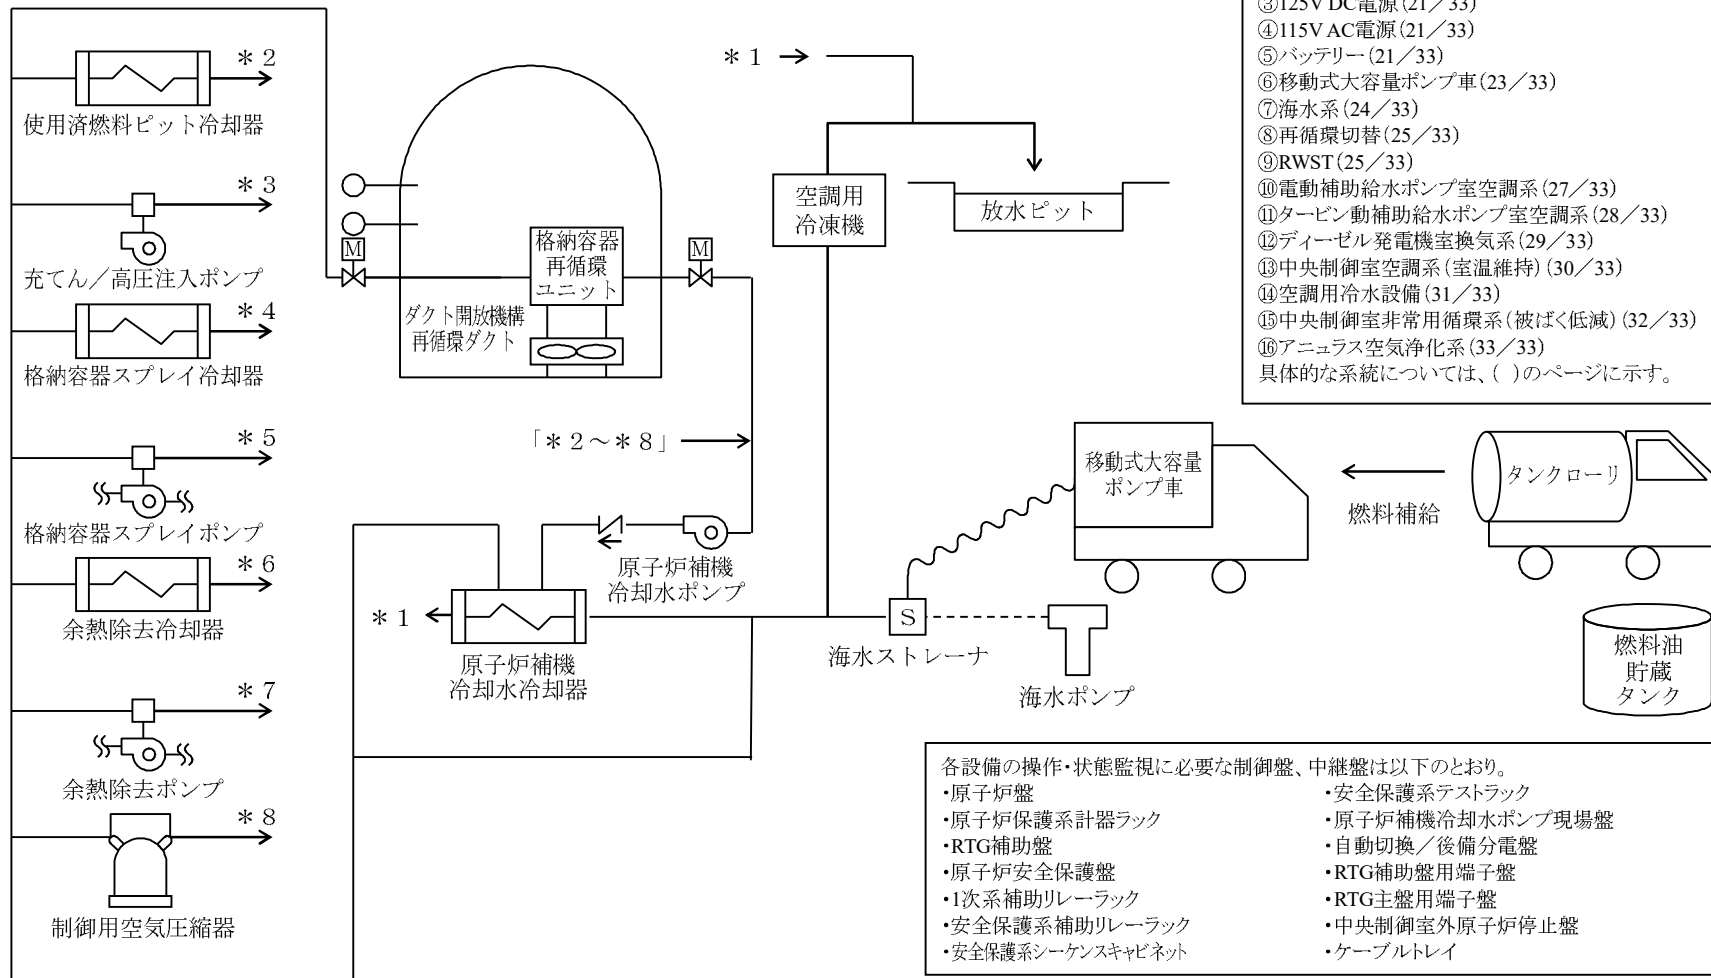 ＊２
使用済燃料ピット冷却器
＊３
充てん／高圧注入ポンプ
＊４
格納容器スプレイ冷却器
＊５
格納容器スプレイポンプ
＊６
余熱除去冷却器
＊７
余熱除去ポンプ
＊８
制御用空気圧縮器
M
M
格納容器
再循環
ユニット
ダクト開放機構
再循環ダクト
「＊２～＊８」
原子炉補機
冷却水ポンプ
＊１
原子炉補機
冷却水冷却器
＊１
空調用
冷凍機
放水ピット
S
海水ストレーナ
海水ポンプ
移動式大容量
ポンプ車
燃料補給
タンクローリ
燃料油
貯蔵
タンク
③125V DC電源（21／33）
④115V AC電源（21／33）
⑤バッテリー（21／33）
⑥移動式大容量ポンプ車（23／33）
⑦海水系（24／33）
⑧再循環切替（25／33）
⑨RWST（25／33）
⑩電動補助給水ポンプ室空調系（27／33）
⑪タービン動補助給水ポンプ室空調系（28／33）
⑫ディーゼル発電機室換気系（29／33）
⑬中央制御室空調系（室温維持）（30／33）
⑭空調用冷水設備（31／33）
⑮中央制御室非常用循環系（被ばく低減）（32／33）
⑯アニュラス空気浄化系（33／33）
具体的な系統については、（ ）のページに示す。
各設備の操作・状態監視に必要な制御盤、中継盤は以下のとおり。
・原子炉盤
・原子炉保護系計器ラック
・RTG補助盤
・原子炉安全保護盤
・1次系補助リレーラック
・安全保護系補助リレーラック
・安全保護系シーケンスキャビネット
・安全保護系テストラック
・原子炉補機冷却水ポンプ現場盤
・自動切換／後備分電盤
・RTG補助盤用端子盤
・RTG主盤用端子盤
・中央制御室外原子炉停止盤
・ケーブルトレイ